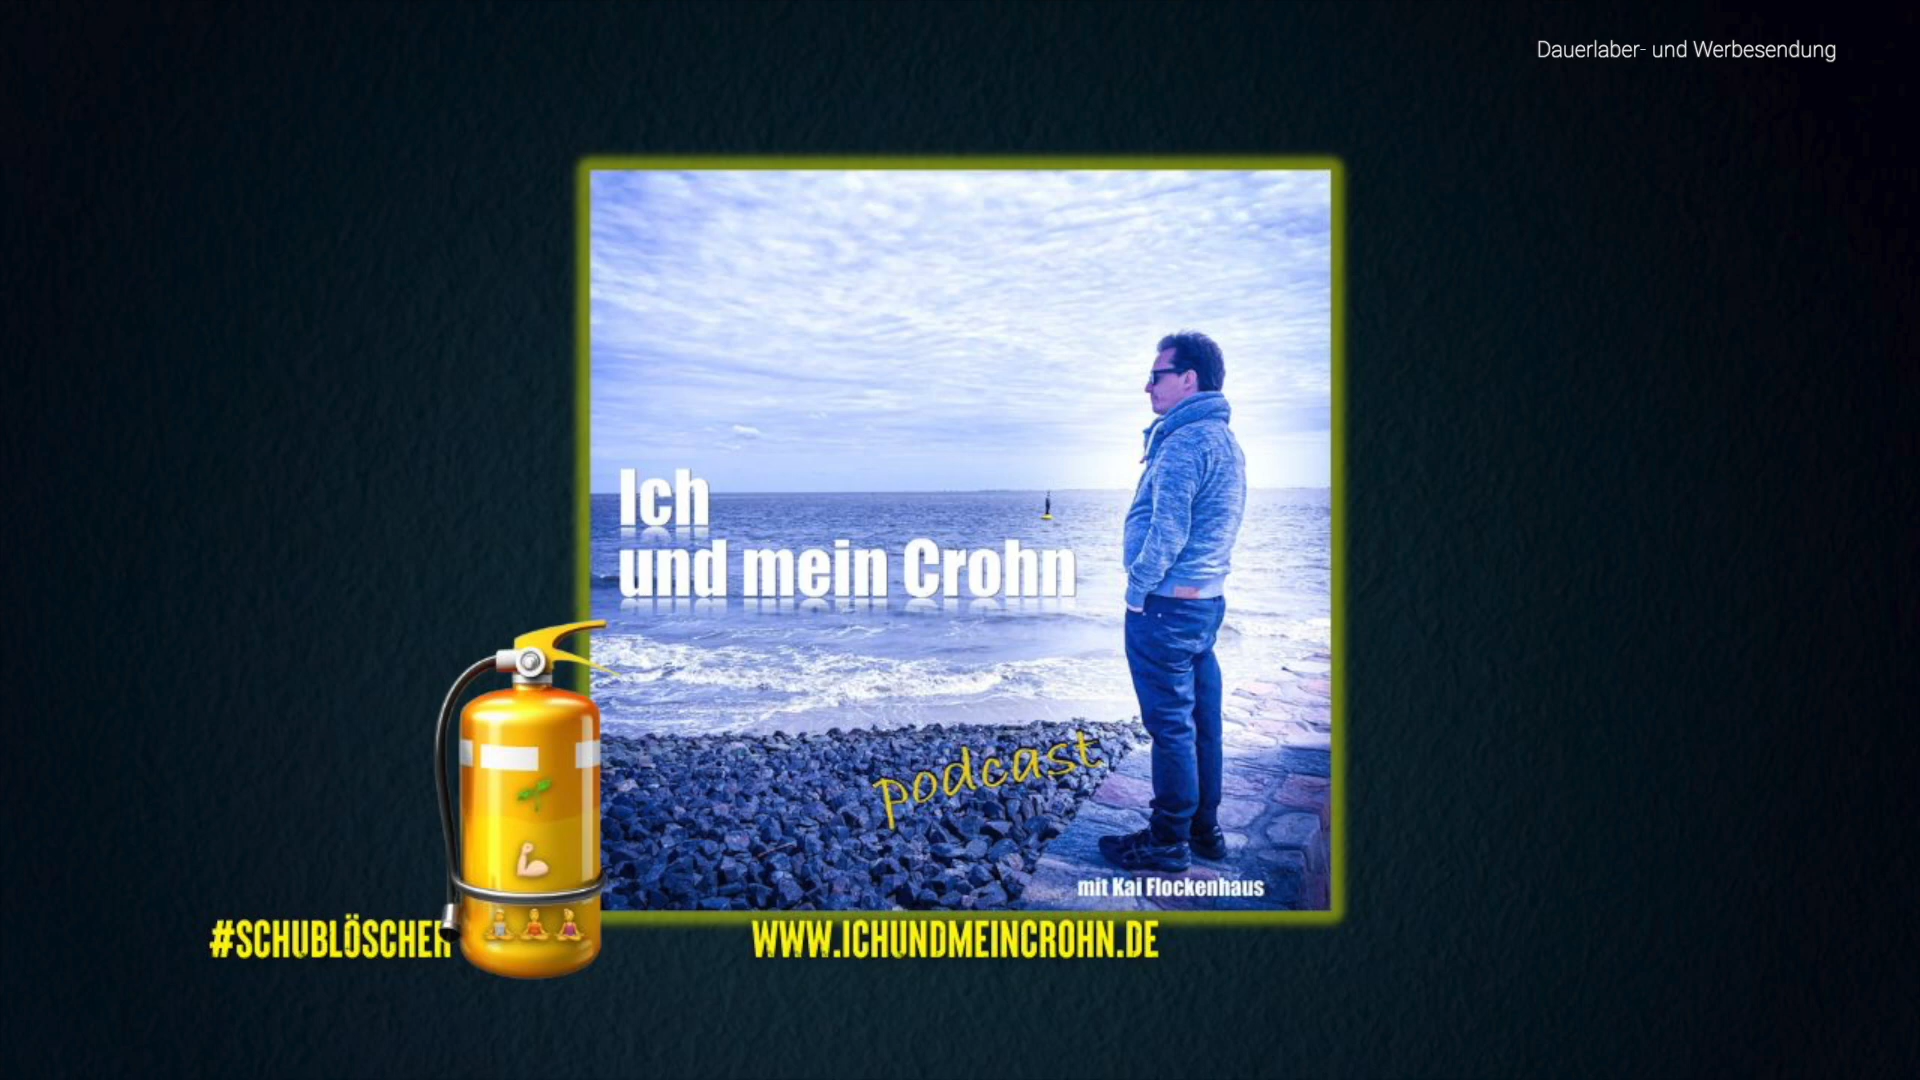 Dauerlaber- und Werbesendung
Ich
und mein Crohn
podcast
mit Kai Flockenhaus
#SCHUBLÖSCHER
WWW.ICHUNDMEINCROHN.DE